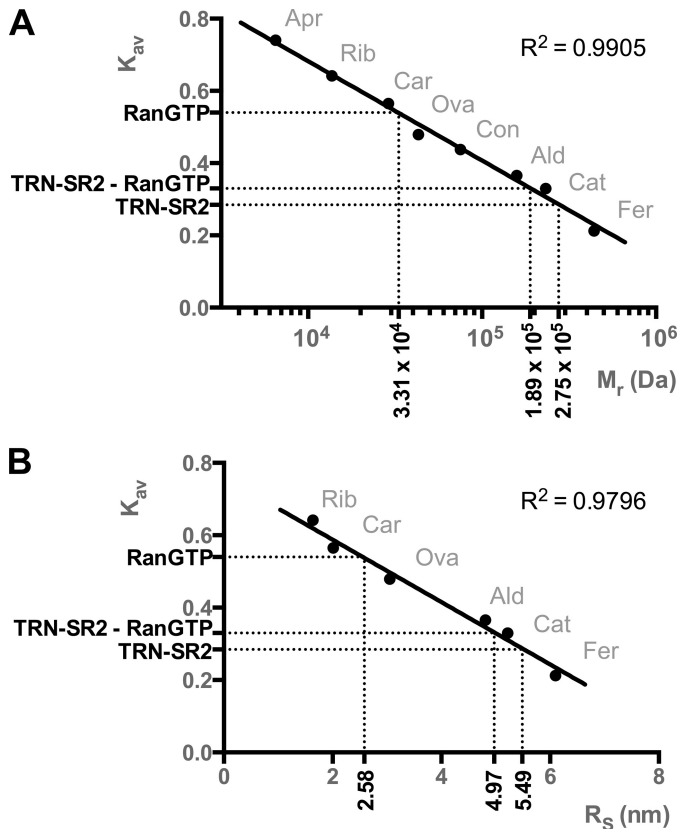 A
K_av
0.8
0.6
0.4
0.2
0.0
RanGTP
TRN-SR2 - RanGTP
TRN-SR2
Apr
Rib
Car
Ova
Con
Ald
Cat
Fer
R² = 0.9905
10⁴
10⁵
10⁶
3.31 x 10⁴
1.89 x 10⁵
2.75 x 10⁵
M_r (Da)
B
K_av
0.8
0.6
0.4
0.2
0.0
RanGTP
TRN-SR2 - RanGTP
TRN-SR2
Rib
Car
Ova
Ald
Cat
Fer
R² = 0.9796
0
2
4
6
8
2.58
4.97
5.49
R_S (nm)